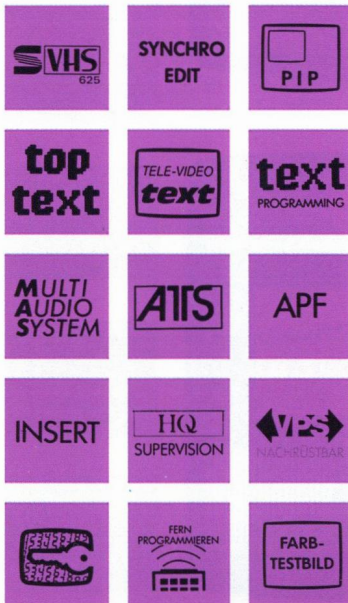 S VHS
625
SYNCHRO
EDIT
PIP
top
text
TELE-VIDEO
text
text
PROGRAMMING
MULTI
AUDIO
SYSTEM
ATS
APF
INSERT
HQ
SUPERVISION
VPS
NACHRÜSTBAR
FERN
PROGRAMMIEREN
FARB-
TESTBILD